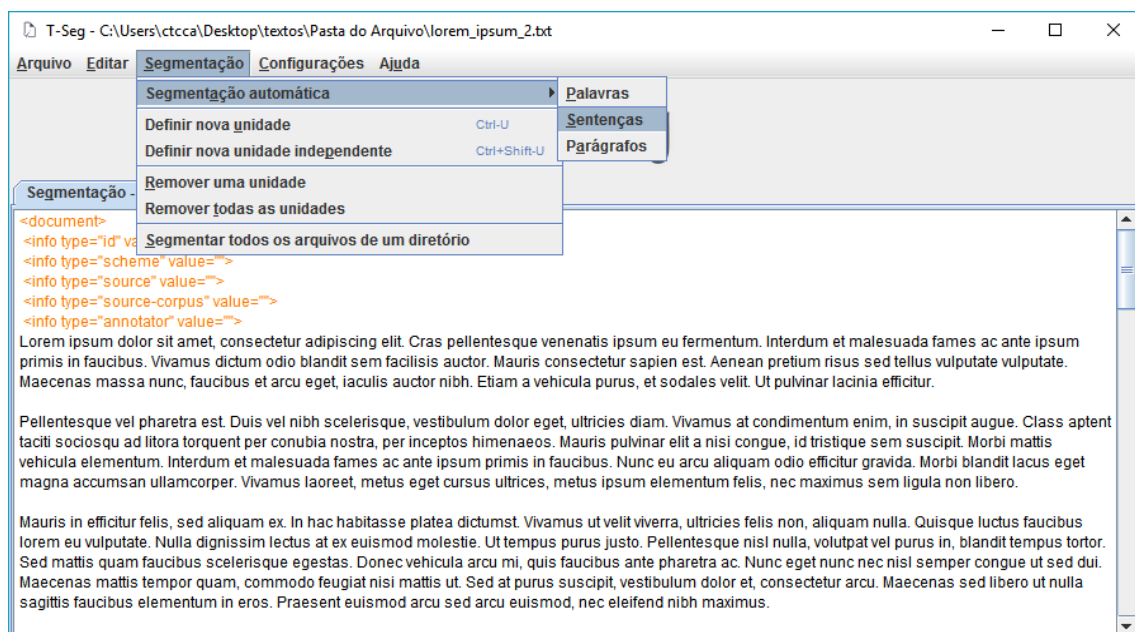 T-Seg - C:\Users\ctcca\Desktop\textos\Pasta do Arquivo\lorem_ipsum_2.txt
Arquivo Editar Segmentação Configurações Ajuda
Segmentação automática
Palavras
Sentenças
Parágrafos
Definir nova unidade Ctrl-U
Definir nova unidade independente Ctrl+Shift-U
Remover uma unidade
Remover todas as unidades
Segmentar todos os arquivos de um diretório
Segmentação -
<document>
<info type="id" va
<info type="scheme" value="">
<info type="source" value="">
<info type="source-corpus" value="">
<info type="annotator" value="">
Lorem ipsum dolor sit amet, consectetur adipiscing elit. Cras pellentesque venenatis ipsum eu fermentum. Interdum et malesuada fames ac ante ipsum
primis in faucibus. Vivamus dictum odio blandit sem facilisis auctor. Mauris consectetur sapien est. Aenean pretium risus sed tellus vulputate vulputate.
Maecenas massa nunc, faucibus et arcu eget, iaculis auctor nibh. Etiam a vehicula purus, et sodales velit. Ut pulvinar lacinia efficitur.
Pellentesque vel pharetra est. Duis vel nibh scelerisque, vestibulum dolor eget, ultricies diam. Vivamus at condimentum enim, in suscipit augue. Class aptent
taciti sociosqu ad litora torquent per conubia nostra, per inceptos himenaeos. Mauris pulvinar elit a nisi congue, id tristique sem suscipit. Morbi mattis
vehicula elementum. Interdum et malesuada fames ac ante ipsum primis in faucibus. Nunc eu arcu aliquam odio efficitur gravida. Morbi blandit lacus eget
magna accumsan ullamcorper. Vivamus laoreet, metus eget cursus ultrices, metus ipsum elementum felis, nec maximus sem ligula non libero.
Mauris in efficitur felis, sed aliquam ex. In hac habitasse platea dictumst. Vivamus ut velit viverra, ultricies felis non, aliquam nulla. Quisque luctus faucibus
lorem eu vulputate. Nulla dignissim lectus at ex euismod molestie. Ut tempus purus justo. Pellentesque nisl nulla, volutpat vel purus in, blandit tempus tortor.
Sed mattis quam faucibus scelerisque egestas. Donec vehicula arcu mi, quis faucibus ante pharetra ac. Nunc eget nunc nec nisl semper congue ut sed dui.
Maecenas mattis tempor quam, commodo feugiat nisi mattis ut. Sed at purus suscipit, vestibulum dolor et, consectetur arcu. Maecenas sed libero ut nulla
sagittis faucibus elementum in eros. Praesent euismod arcu sed arcu euismod, nec eleifend nibh maximus.